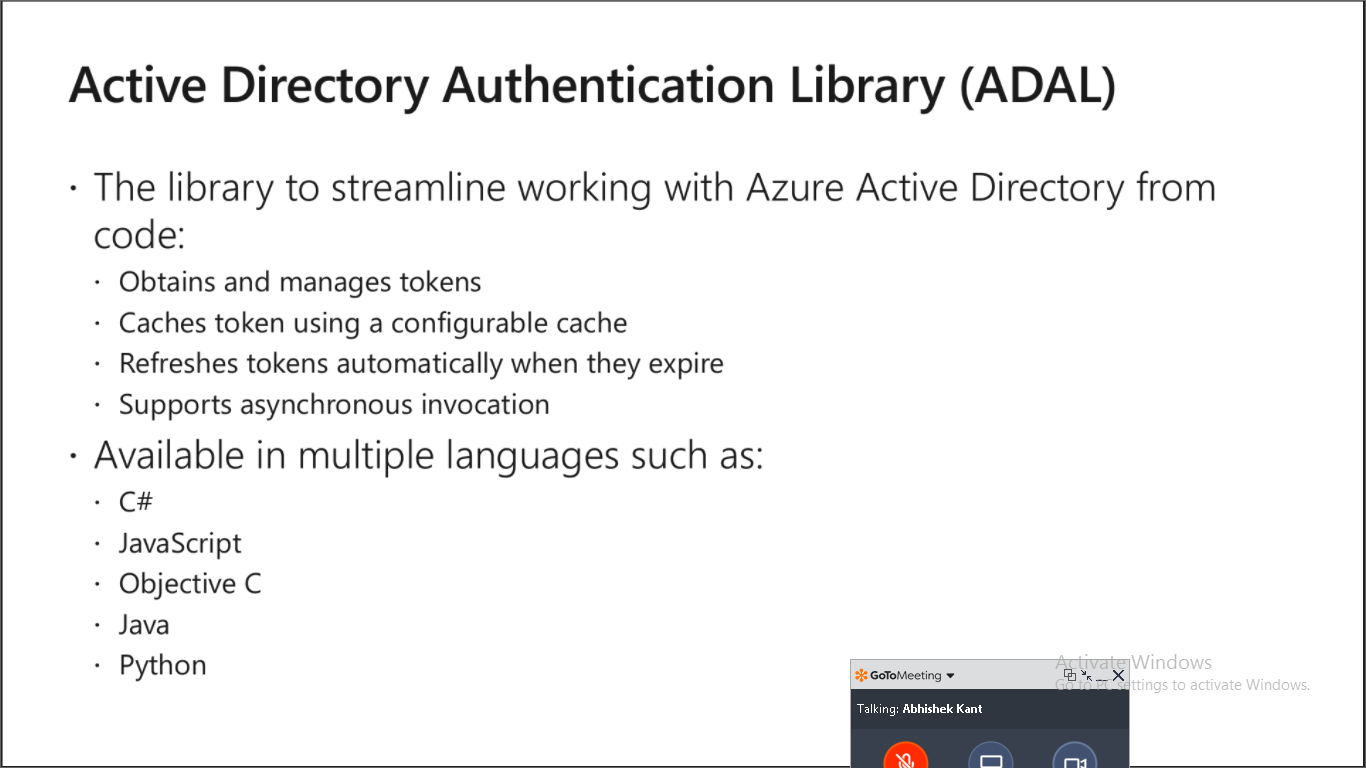 Active Directory Authentication Library (ADAL)
· The library to streamline working with Azure Active Directory from
code:
· Obtains and manages tokens
· Caches token using a configurable cache
· Refreshes tokens automatically when they expire
· Supports asynchronous invocation
· Available in multiple languages such as:
· C#
· JavaScript
· Objective C
· Java
· Python
GoToMeeting
Talking: Abhishek Kant
Activate Windows
Go to PC settings to activate Windows.